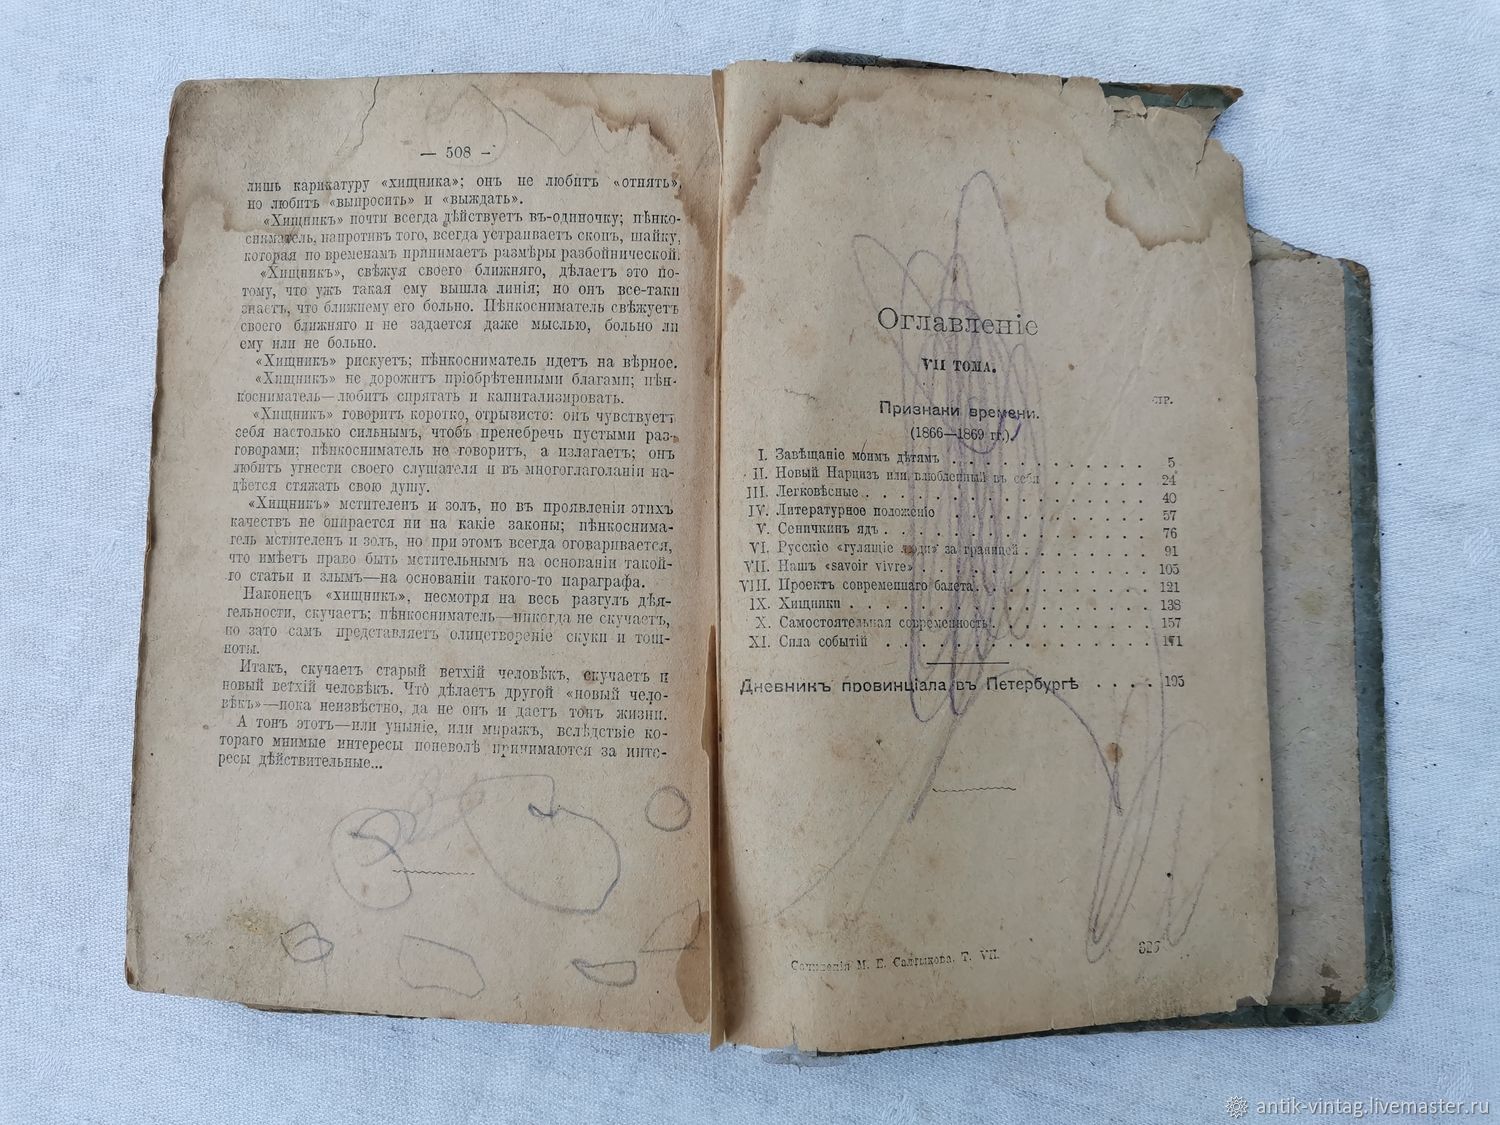 — 508 —
лишь карикатуру «хищника»; онъ не любитъ «отнять»,
но любитъ «выпросить» и «выждать».
«Хищникъ» почти всегда дѣйствуетъ въ-одиночку; пѣнко-
сниматель, напротивъ того, всегда устраиваетъ скопъ, шайку,
которая по временамъ принимаетъ размѣры разбойнической.
«Хищникъ», свѣжуя своего ближняго, дѣлаетъ это по-
тому, что ужъ такая ему вышла линія; но онъ все-таки
знаетъ, что ближнему его больно. Пѣнкосниматель свѣжуетъ
своего ближняго и не задается даже мыслью, больно ли
ему или не больно.
«Хищникъ» рискуетъ; пѣнкосниматель идетъ на вѣрное.
«Хищникъ» не дорожитъ пріобрѣтенными благами; пѣн-
косниматель—любитъ спрятать и капитализировать.
«Хищникъ» говоритъ коротко, отрывисто: онъ чувствуетъ
себя настолько сильнымъ, чтобъ пренебречь пустыми раз-
говорами; пѣнкосниматель не говоритъ, а излагаетъ; онъ
любитъ угнести своего слушателя и въ многоглаголаніи на-
дѣется стяжать свою душу.
«Хищникъ» мстителенъ и золъ, но въ проявленіи этихъ
качествъ не опирается ни на какіе законы; пѣнкоснима-
тель мстителенъ и золъ, но при этомъ всегда оговаривается,
что имѣетъ право быть мстительнымъ на основаніи такой-
то статьи и злымъ—на основаніи такого-то параграфа.
Наконецъ «хищникъ», несмотря на весь разгулъ дѣя-
тельности, скучаетъ; пѣнкосниматель—никогда не скучаетъ,
но зато самъ представляетъ олицетвореніе скуки и тош-
ноты.
Итакъ, скучаетъ старый ветхій человѣкъ, скучаетъ и
новый ветхій человѣкъ. Что дѣлаетъ другой «новый чело-
вѣкъ»—пока неизвѣстно, да не онъ и даетъ тонъ жизни.
А тонъ этотъ—или уныніе, или миражъ, вслѣдствіе ко-
тораго мнимые интересы поневолѣ принимаются за инте-
ресы дѣйствительные...
Оглавленіе
VII ТОМА.
СТР.
Признаки времени.
(1866—1869 гг.).
I. Завѣщаніе моимъ дѣтямъ . . . . 5
II. Новый Нарцизъ или влюбленный въ себя . . . . 24
III. Легковѣсные . . . . 40
IV. Литературное положеніе . . . . 57
V. Сеничкинъ ядъ . . . . 76
VI. Русскіе «гулящіе люди» за границей . . . . 91
VII. Нашъ «savoir vivre» . . . . 105
VIII. Проектъ современнаго балета . . . . 121
IX. Хищники . . . . 138
X. Самостоятельная современность . . . . 157
XI. Сила событій . . . . 171
Дневникъ провинціала въ Петербургѣ . . . . 195
Сочиненія М. Е. Салтыкова. Т. VII.
antik-vintag.livemaster.ru